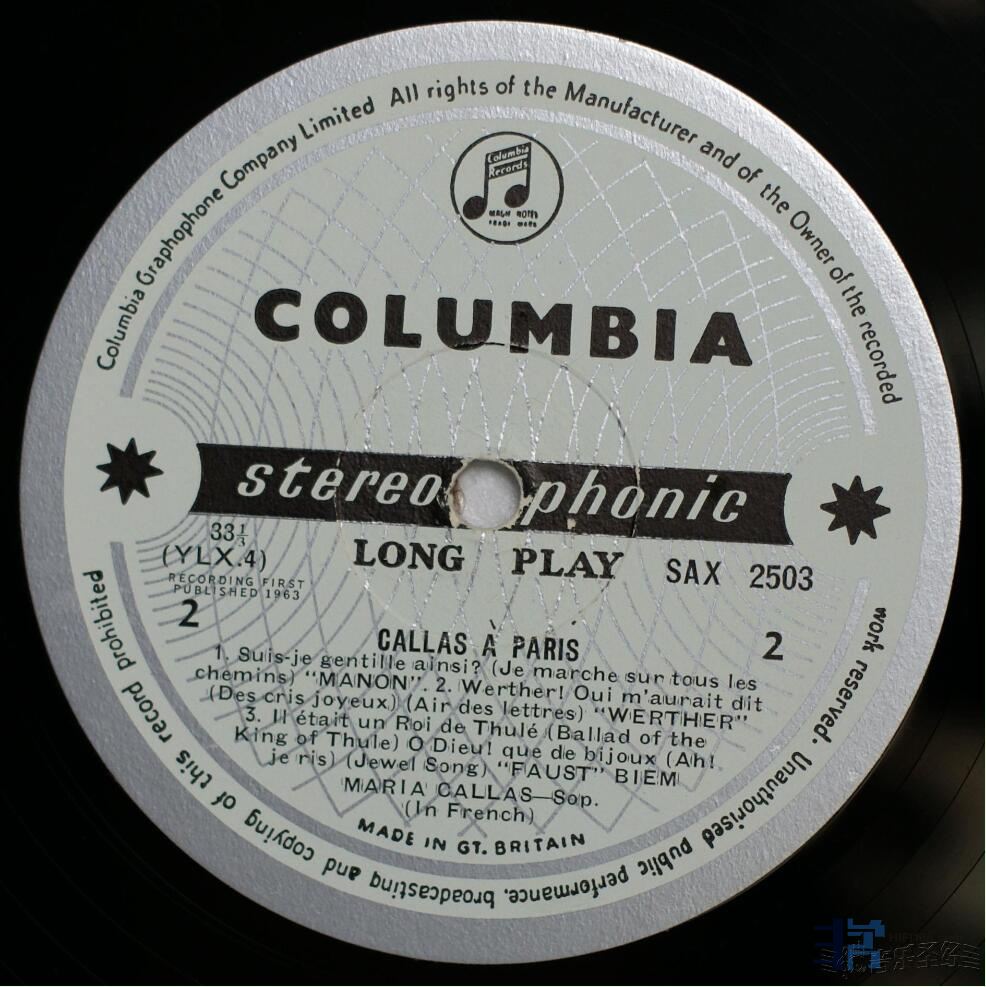 Columbia Graphophone Company Limited All rights of the Manufacturer and of the Owner of the recorded
work reserved. Unauthorised public performance, broadcasting and copying of this record prohibited
Columbia
Records
COLUMBIA
stereo phonic
33⅓
(YLX.4)
LONG PLAY SAX 2503
RECORDING FIRST
PUBLISHED 1963
2
2
CALLAS À PARIS
1. Suis-je gentille ainsi? (Je marche sur tous les
chemins) "MANON". 2. Werther! Oui m'aurait dit
(Des cris joyeux) (Air des lettres) "WERTHER"
3. Il était un Roi de Thulé (Ballad of the
King of Thule) O Dieu! que de bijoux (Ah!
je ris) (Jewel Song) "FAUST" BIEM
MARIA CALLAS—Sop.
(In French)
MADE IN GT. BRITAIN